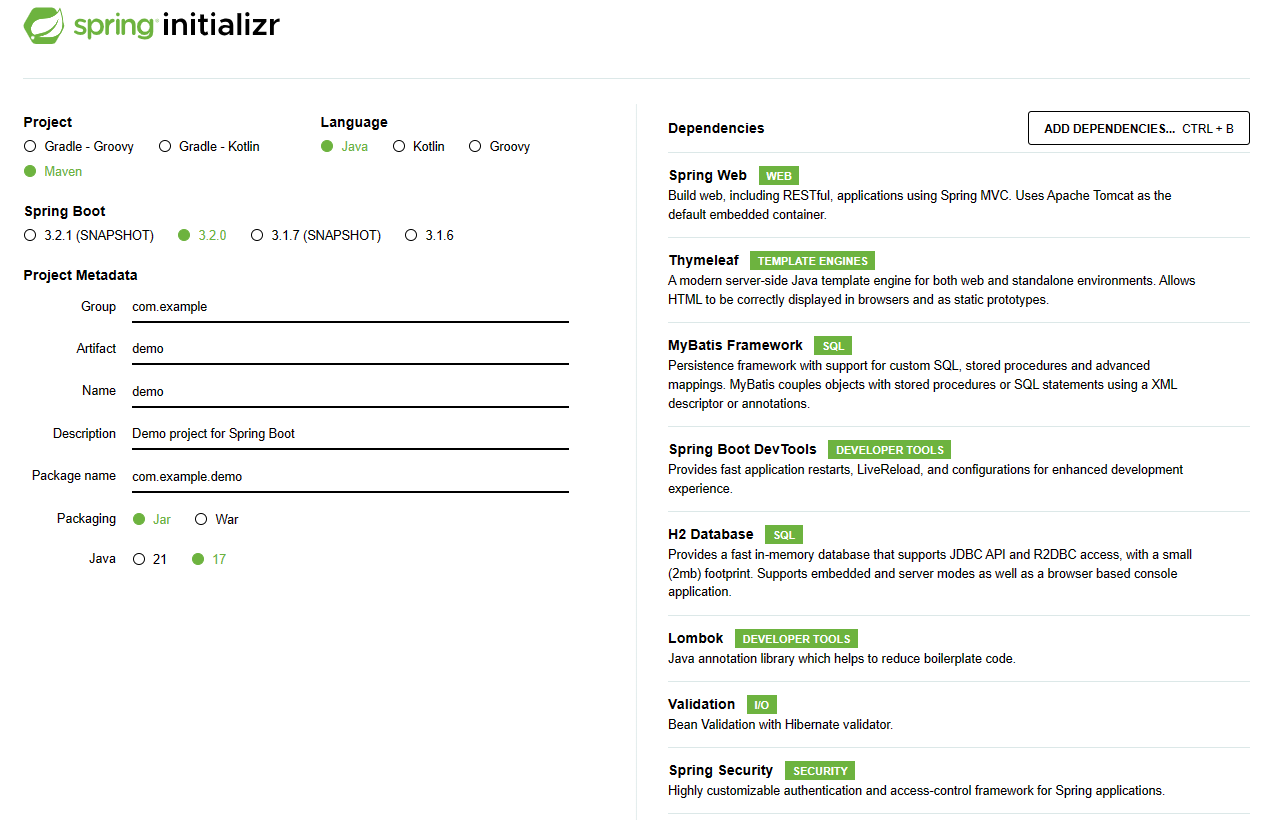 spring initializr
Project
Gradle - Groovy Gradle - Kotlin
Maven
Language
Java Kotlin Groovy
Spring Boot
3.2.1 (SNAPSHOT) 3.2.0 3.1.7 (SNAPSHOT) 3.1.6
Project Metadata
Group com.example
Artifact demo
Name demo
Description Demo project for Spring Boot
Package name com.example.demo
Packaging Jar War
Java 21 17
Dependencies ADD DEPENDENCIES... CTRL + B
Spring Web WEB
Build web, including RESTful, applications using Spring MVC. Uses Apache Tomcat as the
default embedded container.
Thymeleaf TEMPLATE ENGINES
A modern server-side Java template engine for both web and standalone environments. Allows
HTML to be correctly displayed in browsers and as static prototypes.
MyBatis Framework SQL
Persistence framework with support for custom SQL, stored procedures and advanced
mappings. MyBatis couples objects with stored procedures or SQL statements using a XML
descriptor or annotations.
Spring Boot DevTools DEVELOPER TOOLS
Provides fast application restarts, LiveReload, and configurations for enhanced development
experience.
H2 Database SQL
Provides a fast in-memory database that supports JDBC API and R2DBC access, with a small
(2mb) footprint. Supports embedded and server modes as well as a browser based console
application.
Lombok DEVELOPER TOOLS
Java annotation library which helps to reduce boilerplate code.
Validation I/O
Bean Validation with Hibernate validator.
Spring Security SECURITY
Highly customizable authentication and access-control framework for Spring applications.